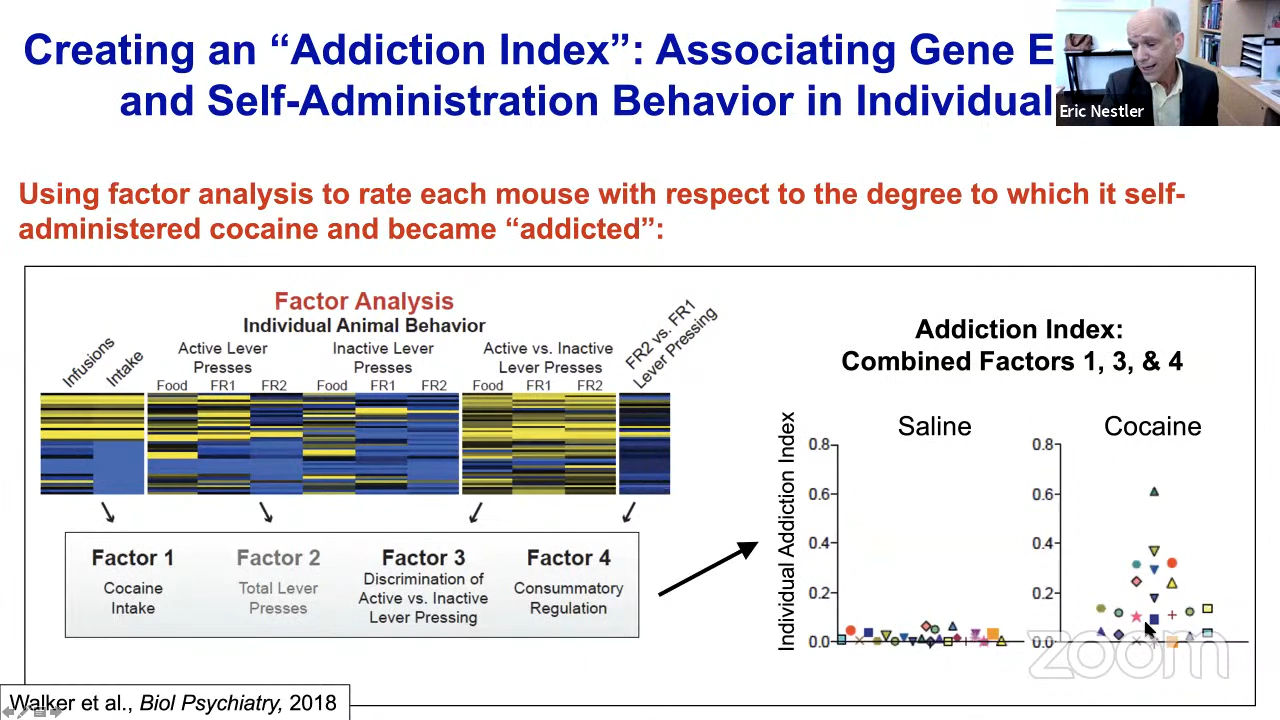 Creating an “Addiction Index”: Associating Gene E
and Self-Administration Behavior in Individual
Eric Nestler
Using factor analysis to rate each mouse with respect to the degree to which it self-
administered cocaine and became “addicted”:
Factor Analysis
Individual Animal Behavior
Infusions
Intake
Active Lever
Presses
Inactive Lever
Presses
Active vs. Inactive
Lever Presses
FR2 vs. FR1
Lever Pressing
Food FR1 FR2 Food FR1 FR2 Food FR1 FR2
Factor 1
Cocaine
Intake
Factor 2
Total Lever
Presses
Factor 3
Discrimination of
Active vs. Inactive
Lever Pressing
Factor 4
Consummatory
Regulation
Addiction Index:
Combined Factors 1, 3, & 4
Individual Addiction Index
Saline
0.8
0.6
0.4
0.2
0.0
Cocaine
0.8
0.6
0.4
0.2
0.0
zoom
Walker et al., Biol Psychiatry, 2018